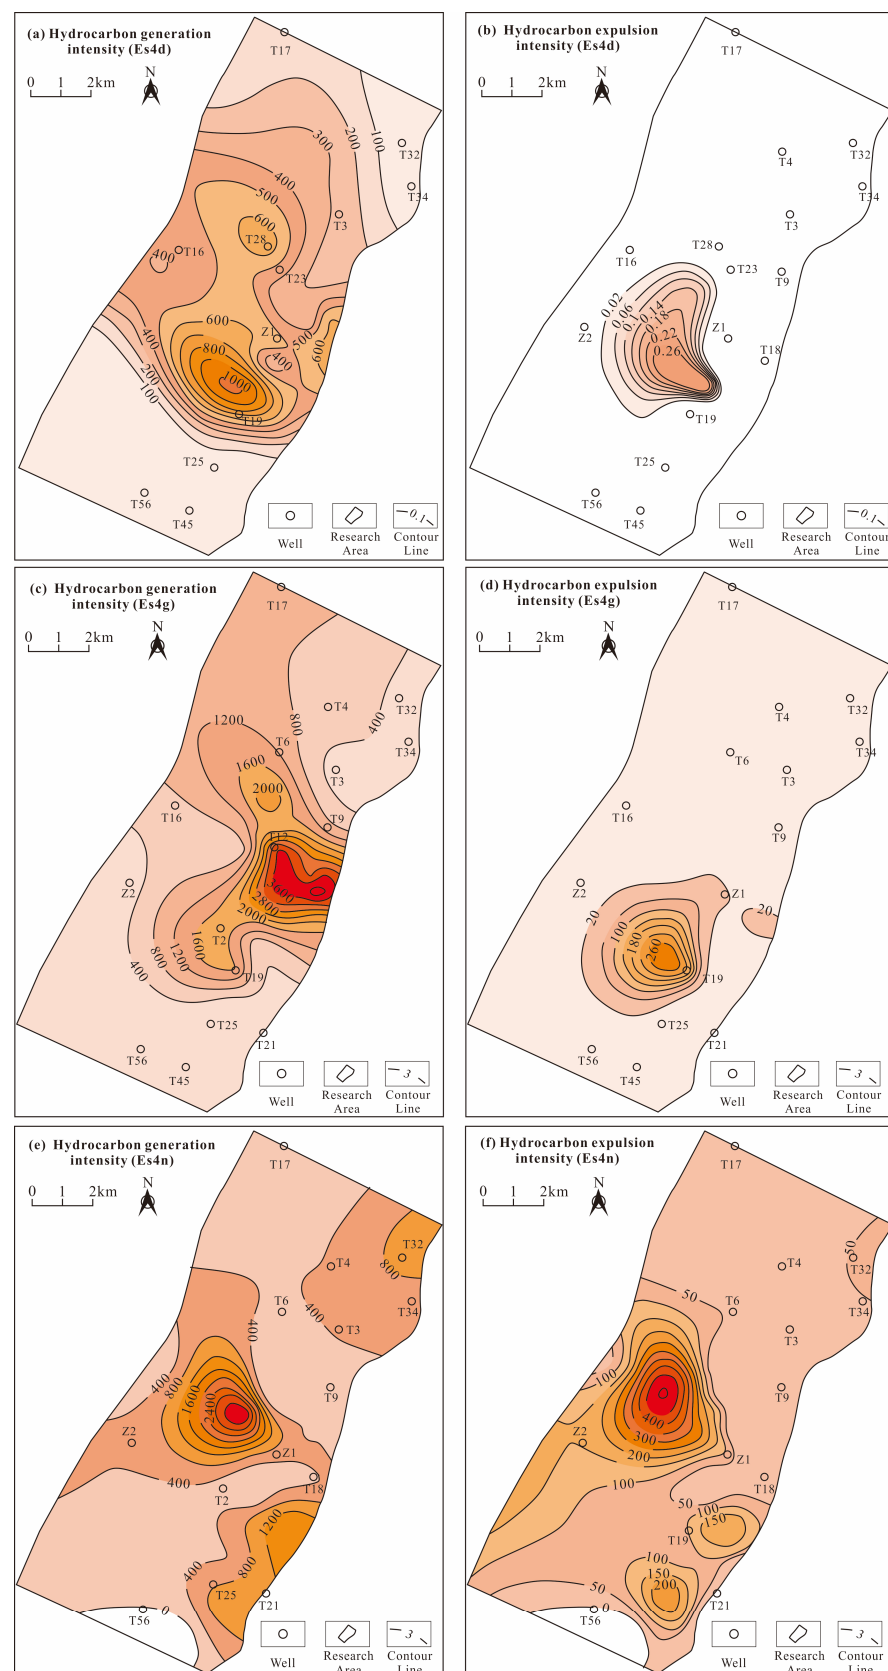 (a) Hydrocarbon generation
intensity (Es4d)
T17
N
0 1 2km
100
200
300
T32
T34
400
500
T3
600
T28
T16
400
T23
600
Z1
500
400
800
400
600
200
1000
100
T19
T25
T56
T45
Well
Research
Area
0.1
Contour
Line
(b) Hydrocarbon expulsion
intensity (Es4d)
T17
N
0 1 2km
T4
T32
T34
T3
T28
T16
T23
T9
0.02
0.06
0.1
0.14
0.18
0.22
0.26
Z2
Z1
T18
T19
T25
T56
T45
Well
Research
Area
0.1
Contour
Line
(c) Hydrocarbon generation
intensity (Es4g)
T17
N
0 1 2km
T4
T32
400
800
1200
T6
T34
1600
T3
2000
T16
T9
T12
Z2
3600
2800
2000
T2
1600
1200
800
400
T19
T25
T21
T56
T45
Well
Research
Area
3
Contour
Line
(d) Hydrocarbon expulsion
intensity (Es4g)
T17
N
0 1 2km
T4
T32
T34
T6
T3
T16
T9
Z2
Z1
20
20
100
180
260
T19
T25
T21
T56
T45
Well
Research
Area
3
Contour
Line
(e) Hydrocarbon generation
intensity (Es4n)
T17
N
0 1 2km
T32
T4
800
T6
400
T34
T3
400
T9
400
800
1600
2400
Z2
Z1
400
T2
T18
1200
800
400
T25
T21
0
T56
Well
Research
Area
3
Contour
Line
(f) Hydrocarbon expulsion
intensity (Es4n)
T17
N
0 1 2km
50
T4
T32
50
T6
T34
T3
100
T9
400
300
200
Z2
Z1
100
T18
50
100
150
T19
100
150
200
50
0
T21
T56
Well
Research
Area
3
Contour
Line